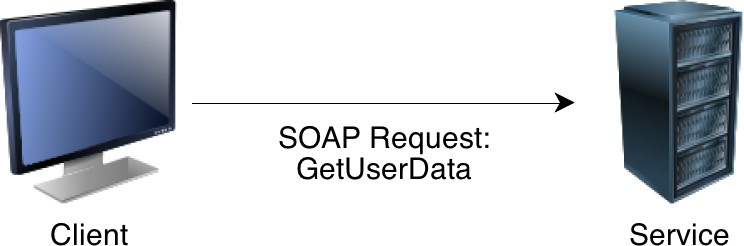 SOAP Request:
GetUserData
Client
Service